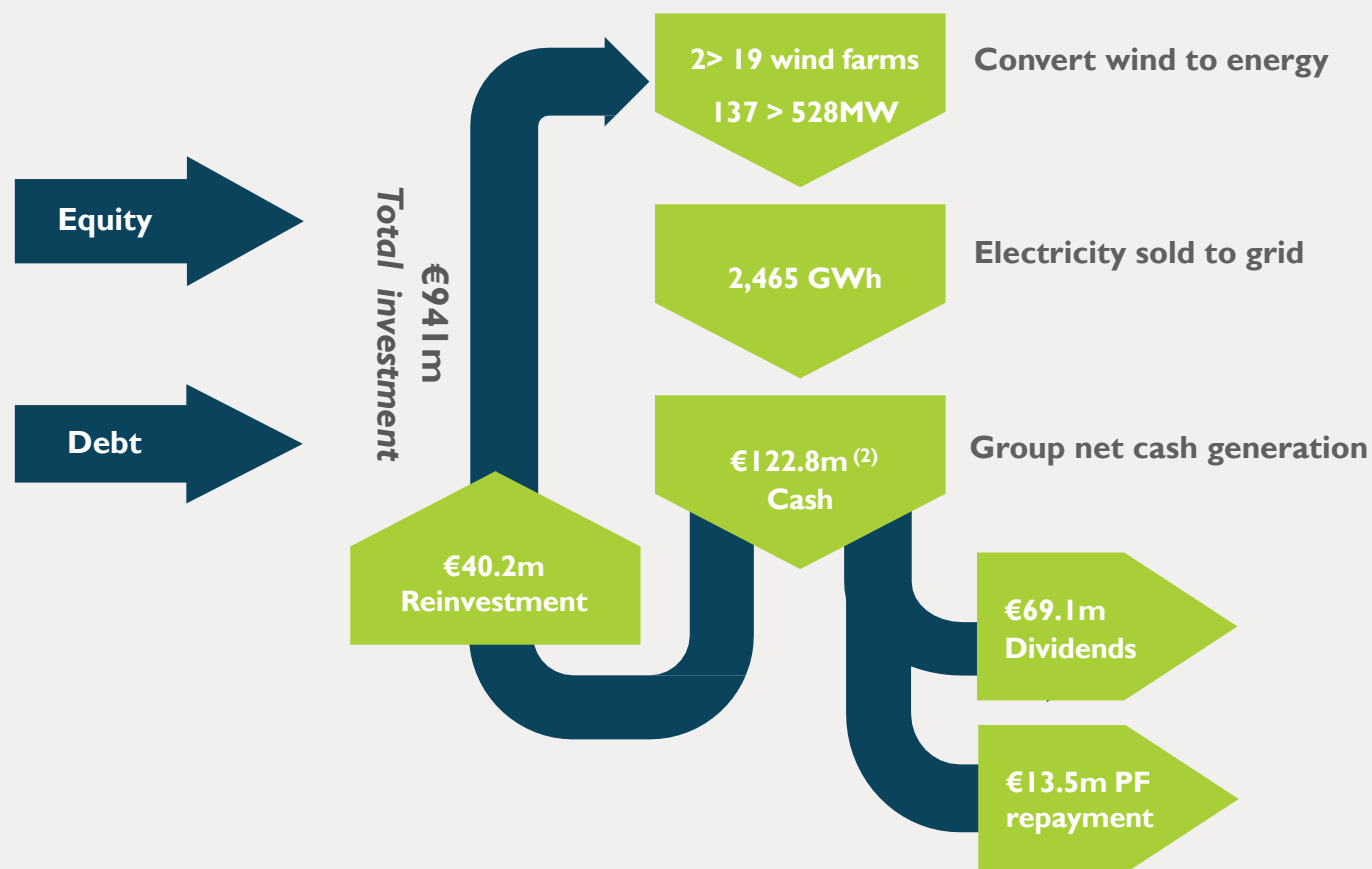 2> 19 wind farms
137 > 528MW
Convert wind to energy
Equity
Total investment
€941m
2,465 GWh
Electricity sold to grid
Debt
€122.8m (2)
Cash
Group net cash generation
€40.2m
Reinvestment
€69.1m
Dividends
€13.5m PF
repayment